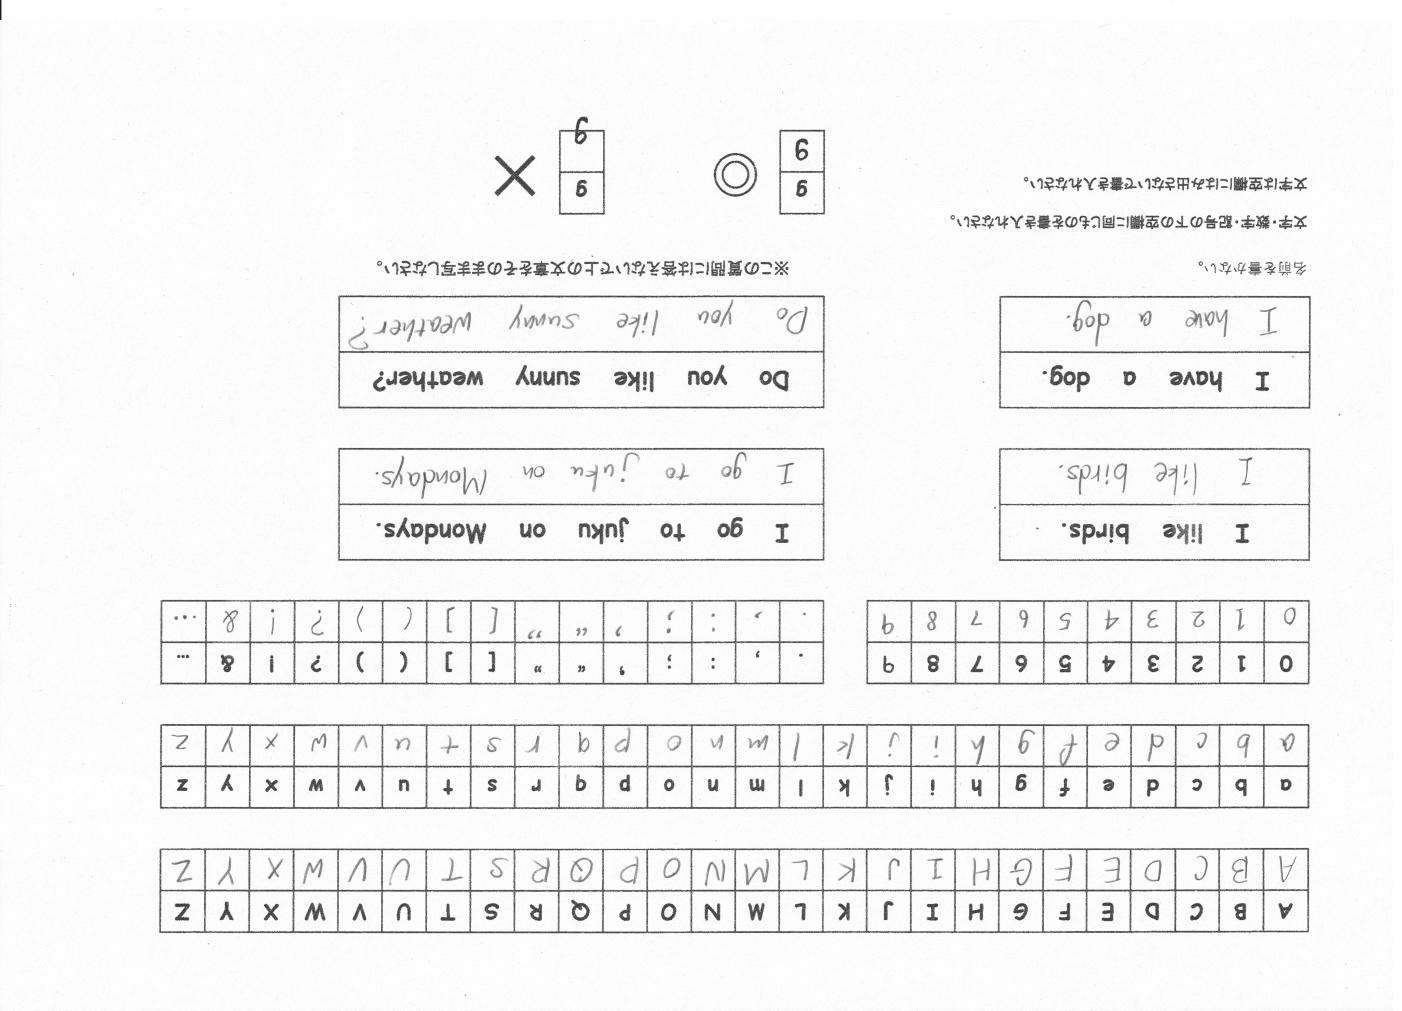 A B C D E F G H I J K L M N O P Q R S T U V W X Y Z
A B C D E F G H I J K L M N O P Q R S T U V W X Y Z
a b c d e f g h i j k l m n o p q r s t u v w x y z
a b c d e f g h i j k l m n o p q r s t u v w x y z
0 1 2 3 4 5 6 7 8 9
0 1 2 3 4 5 6 7 8 9
. , : ; ’ “ ” [ ] ( ) ? ! & …
. , : ; ’ “ ” [ ] ( ) ? ! & …
I like birds.
I like birds.
I go to juku on Mondays.
I go to juku on Mondays.
I have a dog.
I have a dog.
Do you like sunny weather?
Do you like sunny weather?
名前を書かない。
※この質問には答えないで上の文章をそのまま写しなさい。
文字・数字・記号の下の空欄に同じものを書き入れなさい。
文字は空欄にはみ出さないで書き入れなさい。
g
g
g
g